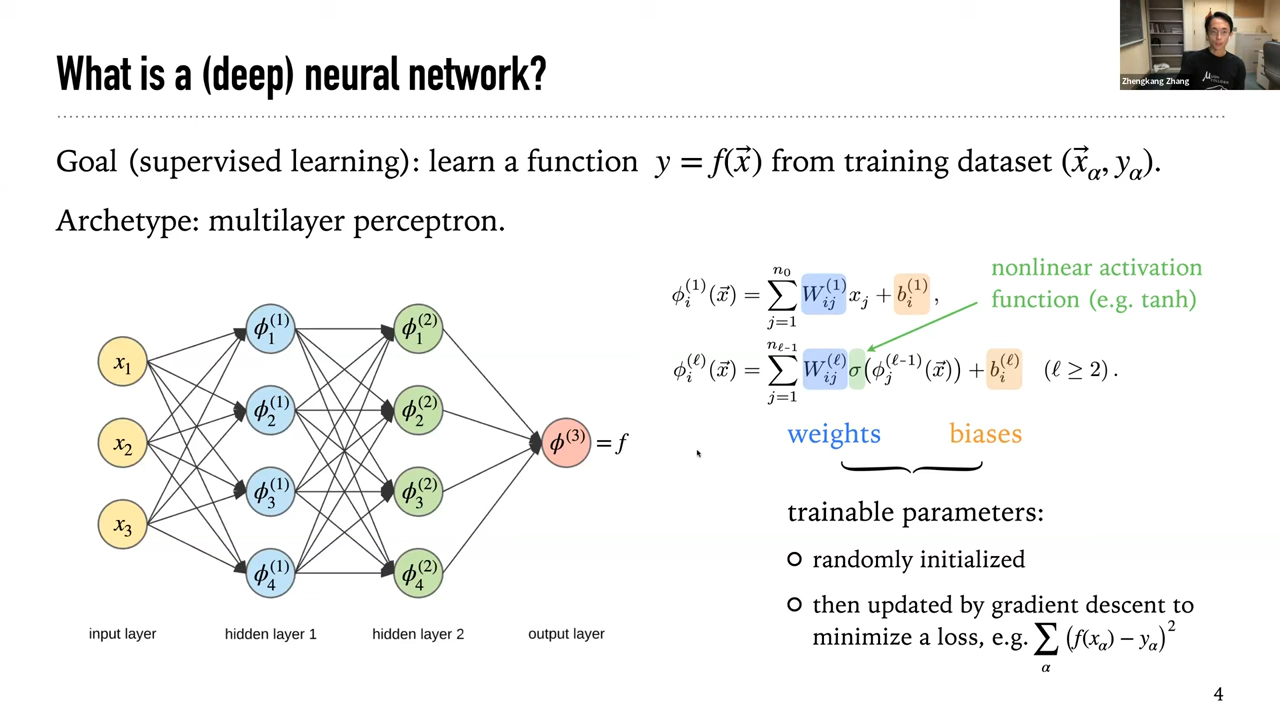 What is a (deep) neural network?
Zhengkang Zhang
Goal (supervised learning): learn a function y = f(x⃗) from training dataset (x⃗_α, y_α).
Archetype: multilayer perceptron.
nonlinear activation
function (e.g. tanh)
ϕ_i^(1)(x⃗) = ∑_{j=1}^{n_0} W_ij^(1) x_j + b_i^(1) ,
ϕ_i^(ℓ)(x⃗) = ∑_{j=1}^{n_{ℓ-1}} W_ij^(ℓ) σ(ϕ_j^(ℓ-1)(x⃗)) + b_i^(ℓ) (ℓ ≥ 2) .
weights biases
trainable parameters:
randomly initialized
then updated by gradient descent to
minimize a loss, e.g. ∑_α (f(x_α) − y_α)^2
x_1
x_2
x_3
ϕ_1^(1)
ϕ_2^(1)
ϕ_3^(1)
ϕ_4^(1)
ϕ_1^(2)
ϕ_2^(2)
ϕ_3^(2)
ϕ_4^(2)
ϕ^(3) = f
input layer hidden layer 1 hidden layer 2 output layer
4